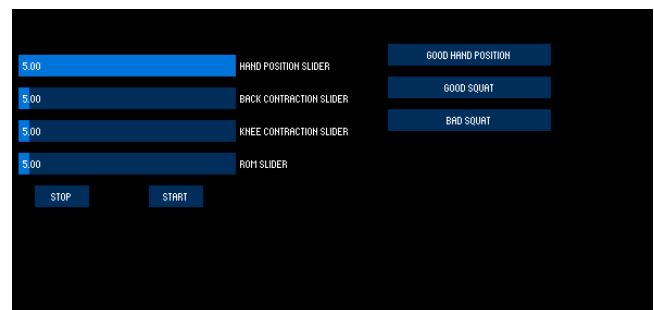 5.00 HAND POSITION SLIDER
5.00 BACK CONTRACTION SLIDER
5.00 KNEE CONTRACTION SLIDER
5.00 ROM SLIDER
STOP START
GOOD HAND POSITION
GOOD SQUAT
BAD SQUAT